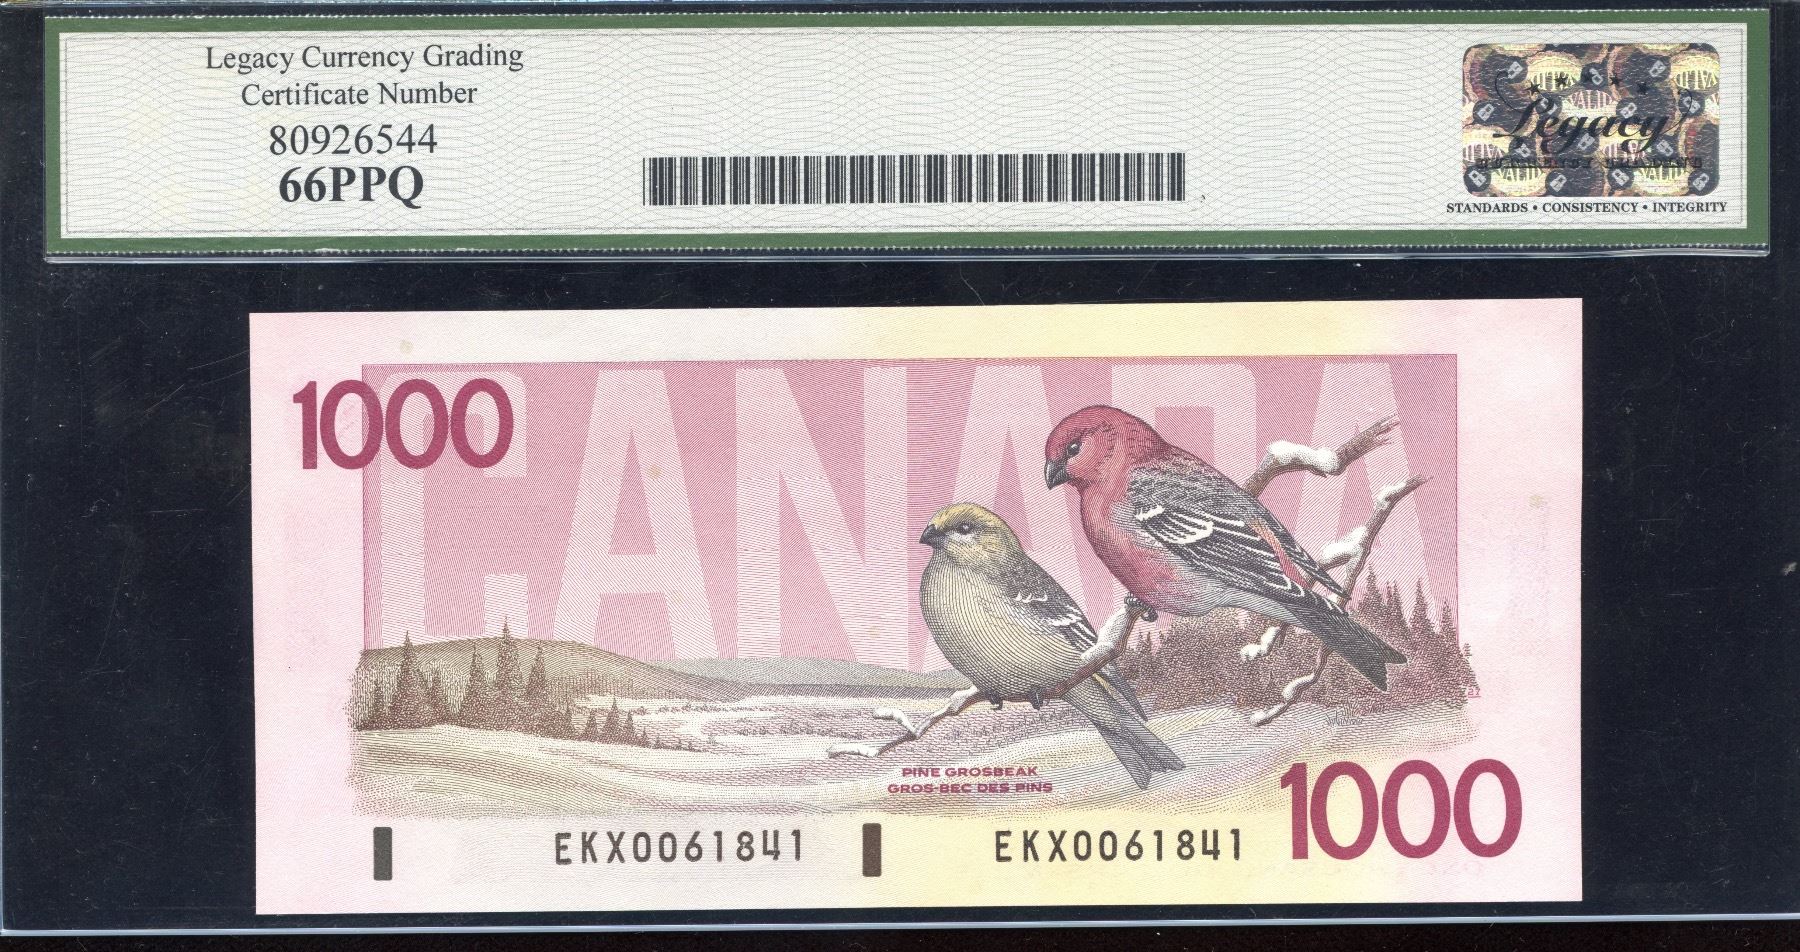 Legacy Currency Grading
Certificate Number
80926544
66PPQ
Legacy
STANDARDS • CONSISTENCY • INTEGRITY
1000
CANADA
PINE GROSBEAK
GROS-BEC DES PINS
1000
EKX0061841
EKX0061841